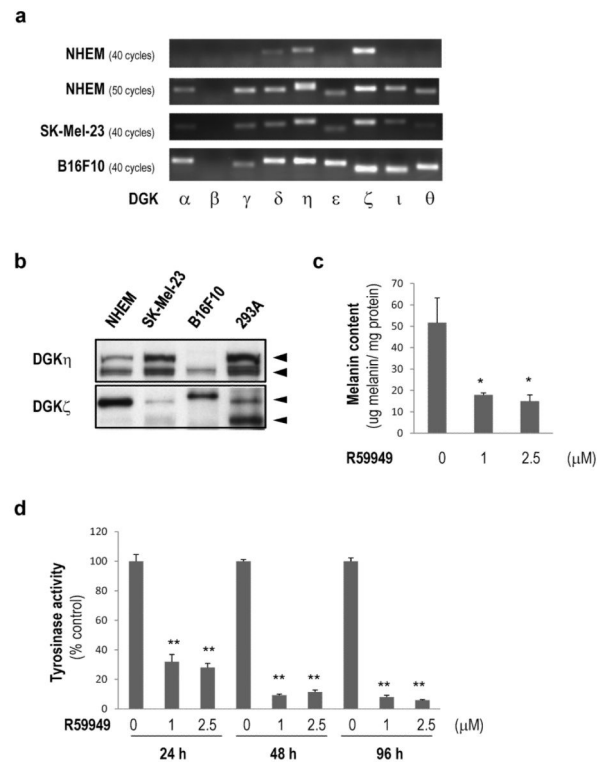 a
NHEM (40 cycles)
NHEM (50 cycles)
SK-Mel-23 (40 cycles)
B16F10 (40 cycles)
DGK α β γ δ η ε ζ ι θ
b
NHEM SK-Mel-23 B16F10 293A
DGKη
DGKζ
c
Melanin content
(ug melanin/ mg protein)
70
60
50
40
30
20
10
0
* *
R59949 0 1 2.5 (μM)
d
Tyrosinase activity
(% control)
120
100
80
60
40
20
0
** ** ** ** ** **
R59949 0 1 2.5 0 1 2.5 0 1 2.5 (μM)
24 h 48 h 96 h